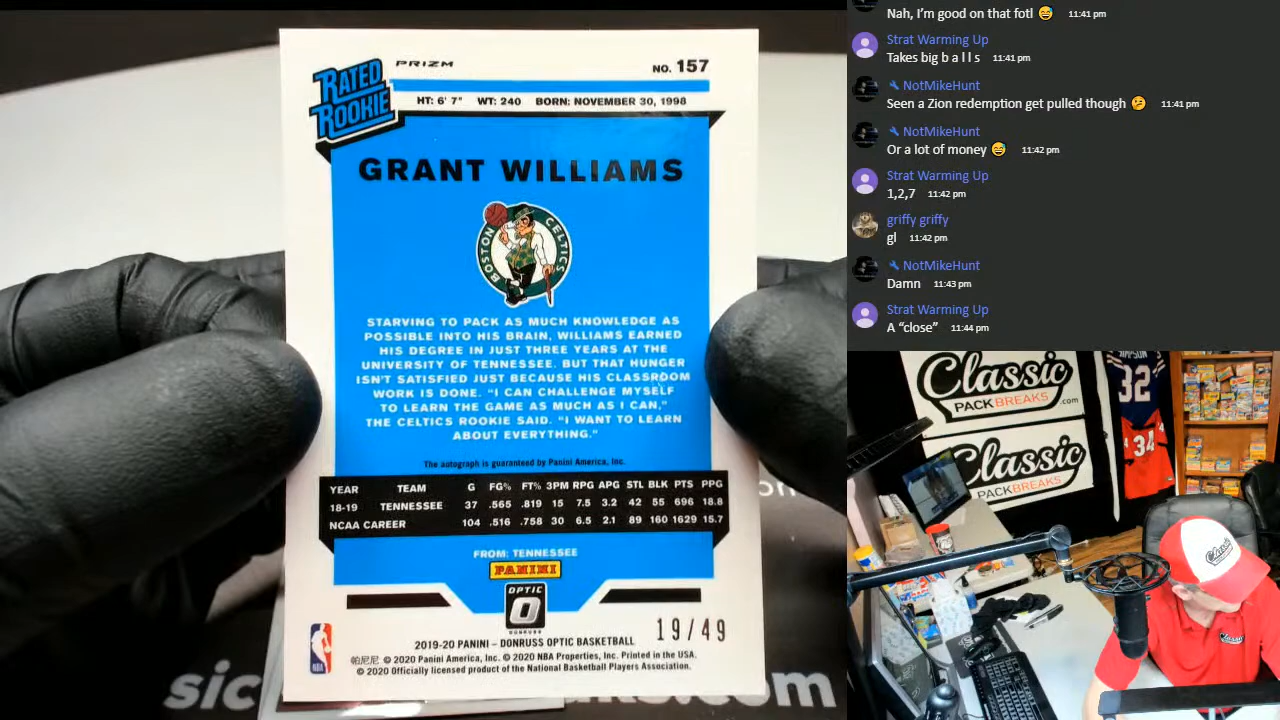 RATED
ROOKIE
PRIZM
NO. 157
HT: 6' 7" WT: 240 BORN: NOVEMBER 30, 1998
GRANT WILLIAMS
BOSTON CELTICS
STARVING TO PACK AS MUCH KNOWLEDGE AS
POSSIBLE INTO HIS BRAIN, WILLIAMS EARNED
HIS DEGREE IN JUST THREE YEARS AT THE
UNIVERSITY OF TENNESSEE. BUT THAT HUNGER
ISN'T SATISFIED JUST BECAUSE HIS CLASSROOM
WORK IS DONE. "I CAN CHALLENGE MYSELF
TO LEARN THE GAME AS MUCH AS I CAN,"
THE CELTICS ROOKIE SAID. "I WANT TO LEARN
ABOUT EVERYTHING."
The autograph is guaranteed by Panini America, Inc.
YEAR TEAM G FG% FT% 3PM RPG APG STL BLK PTS PPG
18-19 TENNESSEE 37 .565 .819 15 7.5 3.2 42 55 696 18.8
NCAA CAREER 104 .516 .758 30 6.5 2.1 89 160 1629 15.7
FROM: TENNESSEE
PANINI
OPTIC
DONRUSS
19/49
NBA
2019-20 PANINI – DONRUSS OPTIC BASKETBALL
帕尼尼 © 2020 Panini America, Inc. © 2020 NBA Properties, Inc. Printed in the USA.
© 2020 Officially licensed product of the National Basketball Players Association.
Nah, I'm good on that fotl 😅 11:41 pm
Strat Warming Up
Takes big b a l l s 11:41 pm
NotMikeHunt
Seen a Zion redemption get pulled though 🤔 11:41 pm
NotMikeHunt
Or a lot of money 😅 11:42 pm
Strat Warming Up
1,2,7 11:42 pm
griffy griffy
gl 11:42 pm
NotMikeHunt
Damn 11:43 pm
Strat Warming Up
A “close” 11:44 pm
Classic
PACK BREAKS.com
Classic
PACK BREAKS
SIMPSON
32
34
Classic
Classic